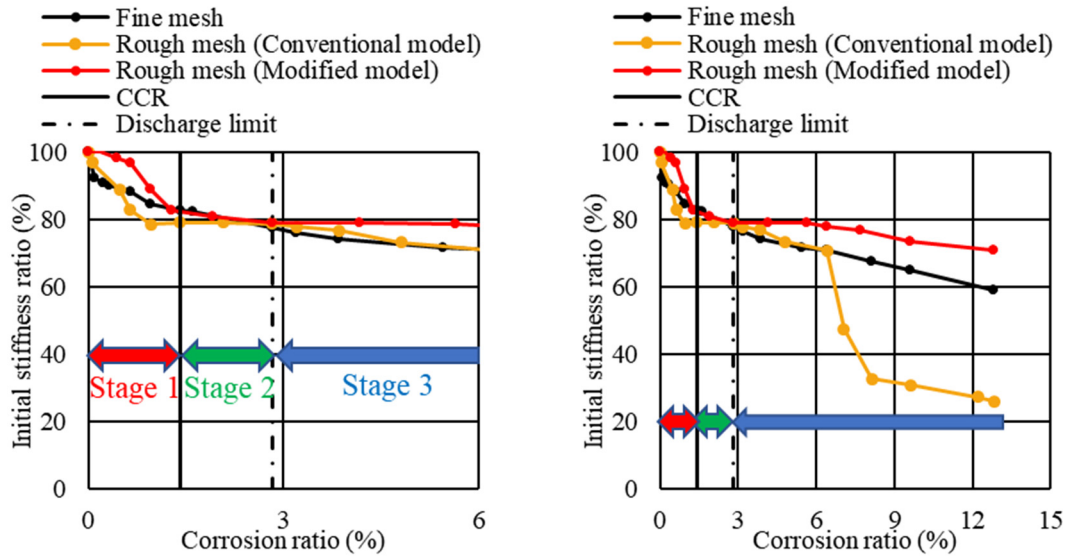 Fine mesh
Rough mesh (Conventional model)
Rough mesh (Modified model)
CCR
Discharge limit
Initial stiffness ratio (%)
100
80
60
40
20
0
Stage 1
Stage 2
Stage 3
0
3
6
Corrosion ratio (%)
Fine mesh
Rough mesh (Conventional model)
Rough mesh (Modified model)
CCR
Discharge limit
Initial stiffness ratio (%)
100
80
60
40
20
0
0
3
6
9
12
15
Corrosion ratio (%)